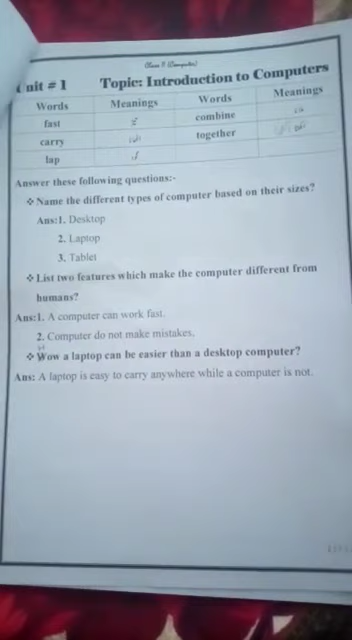 Unit # 1 Topic: Introduction to Computers
Words Meanings Words Meanings
fast combine
carry together
lap
Answer these following questions:-
❖ Name the different types of computer based on their sizes?
Ans:1. Desktop
2. Laptop
3. Tablet
❖ List two features which make the computer different from
humans?
Ans:1. A computer can work fast.
2. Computer do not make mistakes.
❖ Wow a laptop can be easier than a desktop computer?
Ans: A laptop is easy to carry anywhere while a computer is not.